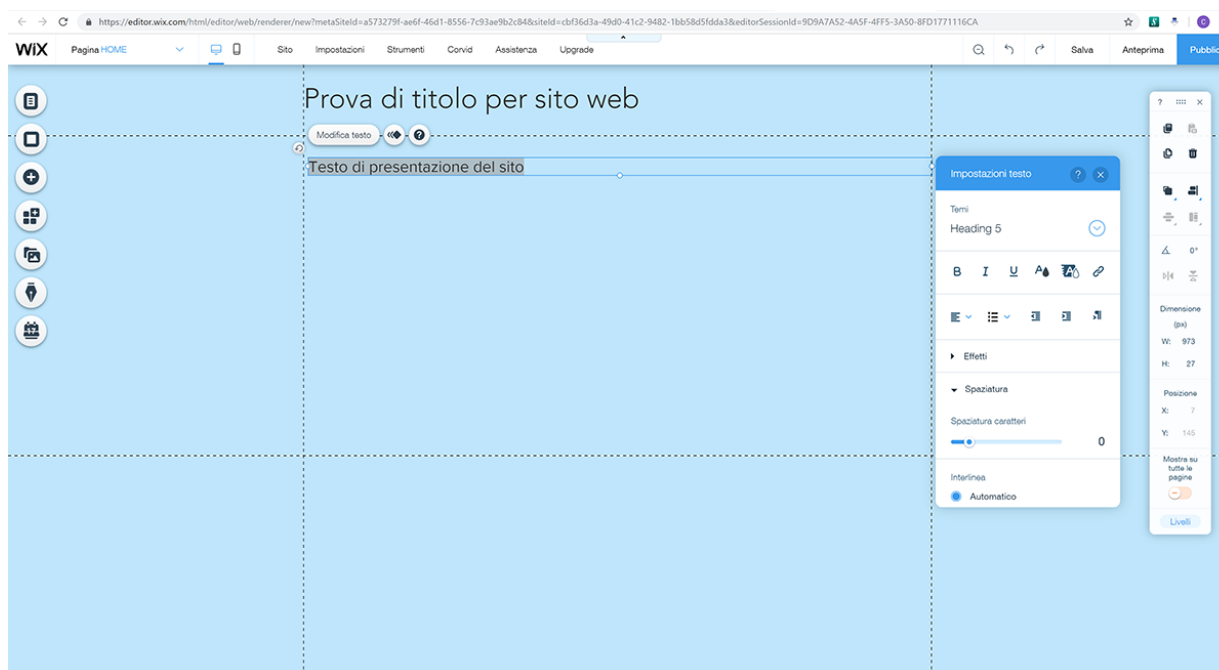 https://editor.wix.com/html/editor/web/renderer/new?metaSiteId=a573279f-ae6f-46d1-8556-7c93ae9b2c84&siteId=cbf36d3a-49d0-41c2-9482-1bb58d5fdda3&editorSessionId=9D9A7A52-4A5F-4FF5-3A50-8FD1771116CA
S
C
WiX Pagina HOME Sito Impostazioni Strumenti Corvid Assistenza Upgrade Salva Anteprima Pubblic
Prova di titolo per sito web
Modifica testo ?
Testo di presentazione del sito
17
Impostazioni testo ? ×
Temi
Heading 5
B I U A A
Effetti
Spaziatura
Spaziatura caratteri
0
Interlinea
Automatico
? ×
0°
Dimensione
(px)
W: 973
H: 27
Posizione
X: 7
Y: 145
Mostra su
tutte le
pagine
Livelli